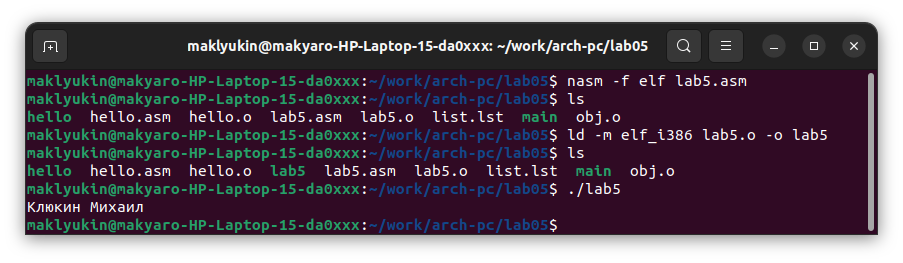 maklyukin@makyaro-HP-Laptop-15-da0xxx: ~/work/arch-pc/lab05
maklyukin@makyaro-HP-Laptop-15-da0xxx:~/work/arch-pc/lab05$ nasm -f elf lab5.asm
maklyukin@makyaro-HP-Laptop-15-da0xxx:~/work/arch-pc/lab05$ ls
hello  hello.asm  hello.o  lab5.asm  lab5.o  list.lst  main  obj.o
maklyukin@makyaro-HP-Laptop-15-da0xxx:~/work/arch-pc/lab05$ ld -m elf_i386 lab5.o -o lab5
maklyukin@makyaro-HP-Laptop-15-da0xxx:~/work/arch-pc/lab05$ ls
hello  hello.asm  hello.o  lab5  lab5.asm  lab5.o  list.lst  main  obj.o
maklyukin@makyaro-HP-Laptop-15-da0xxx:~/work/arch-pc/lab05$ ./lab5
Клюкин Михаил
maklyukin@makyaro-HP-Laptop-15-da0xxx:~/work/arch-pc/lab05$